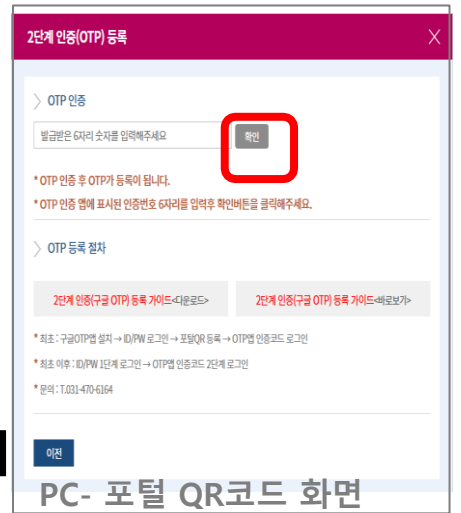 2단계 인증(OTP) 등록 X
> OTP 인증
발급받은 6자리 숫자를 입력해주세요 확인
* OTP 인증 후 OTP가 등록이 됩니다.
* OTP 인증 앱에 표시된 인증번호 6자리를 입력후 확인버튼을 클릭해주세요.
> OTP 등록 절차
2단계 인증(구글 OTP) 등록 가이드<다운로드> 2단계 인증(구글 OTP) 등록 가이드<바로보기>
* 최초 : 구글OTP앱 설치 → ID/PW 로그인 → 포탈QR 등록 → OTP앱 인증코드 로그인
* 최초 이후 : ID/PW 1단계 로그인 → OTP앱 인증코드 2단계 로그인
* 문의 : T.031-470-6164
이전
PC- 포털 QR코드 화면